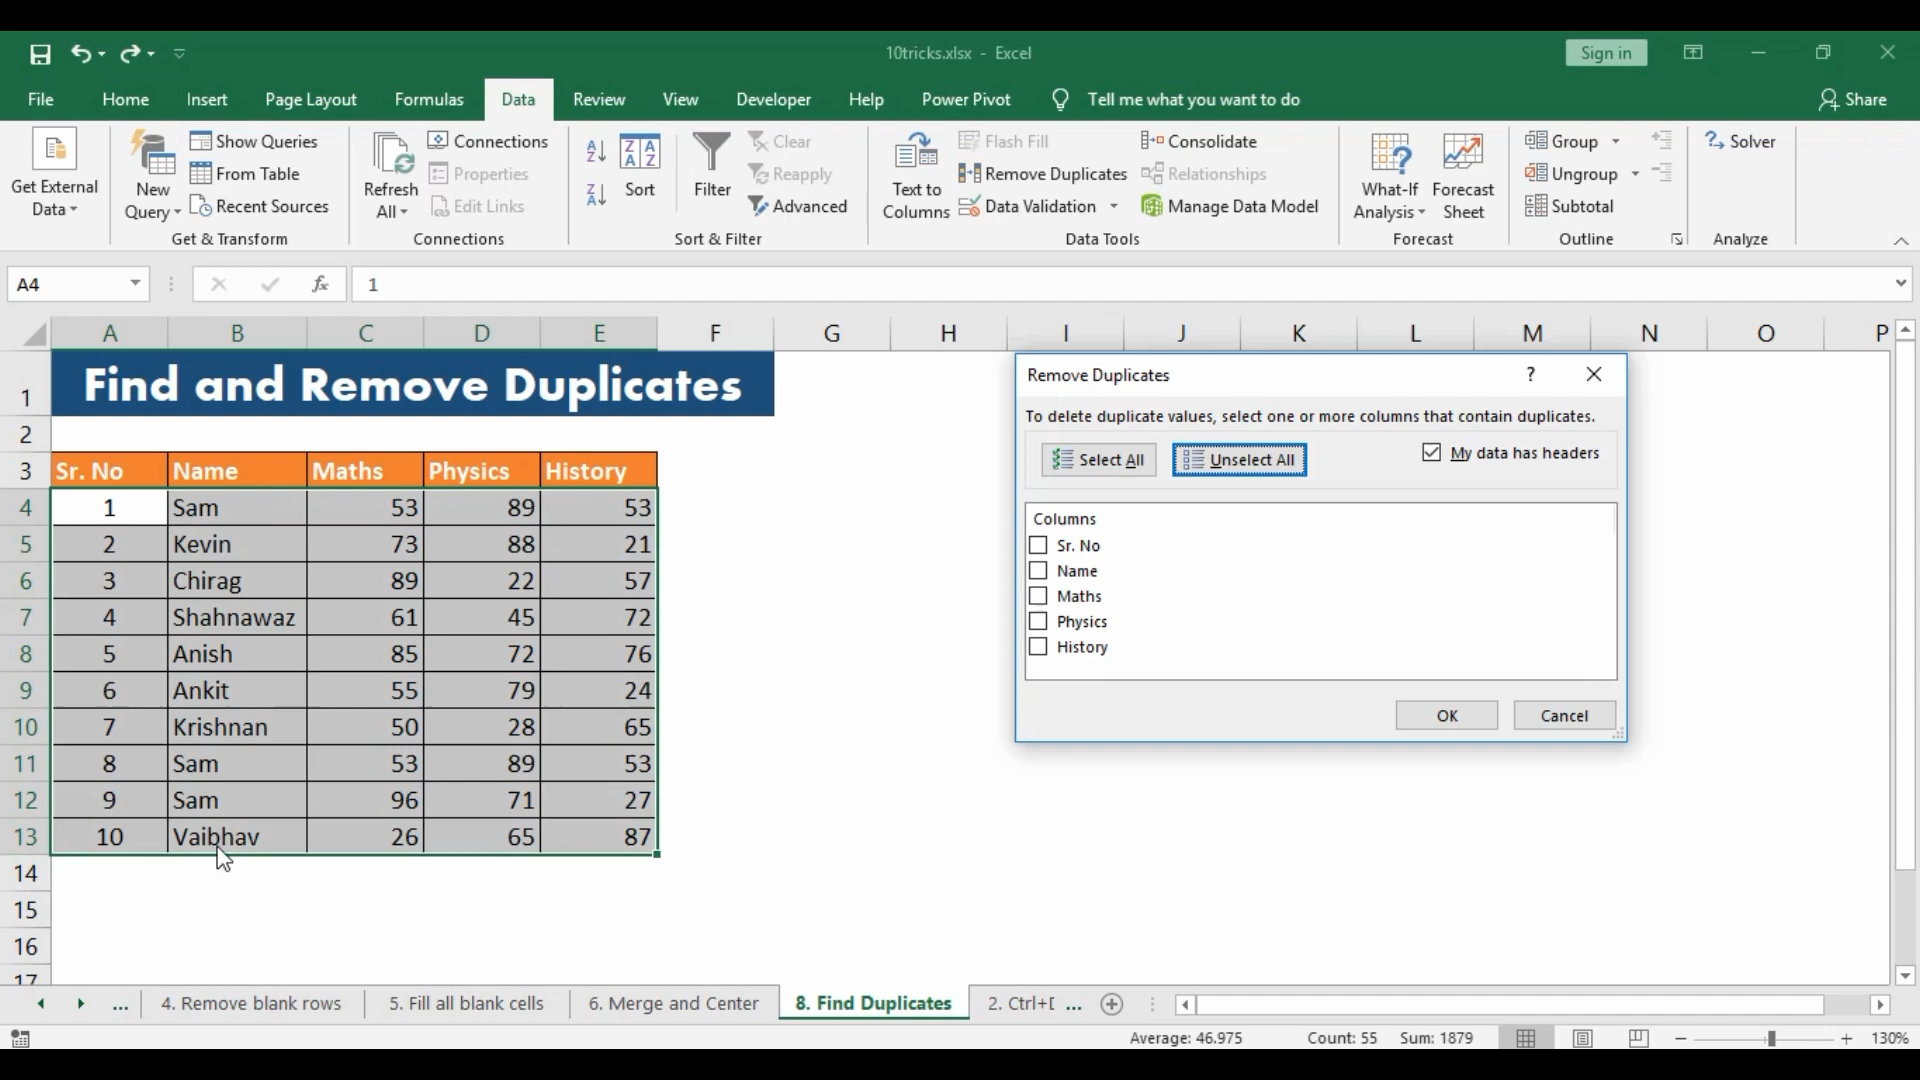 10tricks.xlsx - Excel
Sign in
File Home Insert Page Layout Formulas Data Review View Developer Help Power Pivot Tell me what you want to do Share
Get External Data
New Query
Show Queries
From Table
Recent Sources
Get & Transform
Refresh All
Connections
Properties
Edit Links
Connections
Sort
Filter
Clear
Reapply
Advanced
Sort & Filter
Text to Columns
Flash Fill
Remove Duplicates
Data Validation
Consolidate
Relationships
Manage Data Model
Data Tools
What-If Analysis
Forecast Sheet
Forecast
Group
Ungroup
Subtotal
Outline
Solver
Analyze
A4 fx 1
A B C D E F G H I J K L M N O P
1 Find and Remove Duplicates
2
3 Sr. No Name Maths Physics History
4 1 Sam 53 89 53
5 2 Kevin 73 88 21
6 3 Chirag 89 22 57
7 4 Shahnawaz 61 45 72
8 5 Anish 85 72 76
9 6 Ankit 55 79 24
10 7 Krishnan 50 28 65
11 8 Sam 53 89 53
12 9 Sam 96 71 27
13 10 Vaibhav 26 65 87
14
15
16
17
Remove Duplicates ?
To delete duplicate values, select one or more columns that contain duplicates.
Select All Unselect All My data has headers
Columns
Sr. No
Name
Maths
Physics
History
OK Cancel
... 4. Remove blank rows 5. Fill all blank cells 6. Merge and Center 8. Find Duplicates 2. Ctrl+ ...
Average: 46.975 Count: 55 Sum: 1879 130%